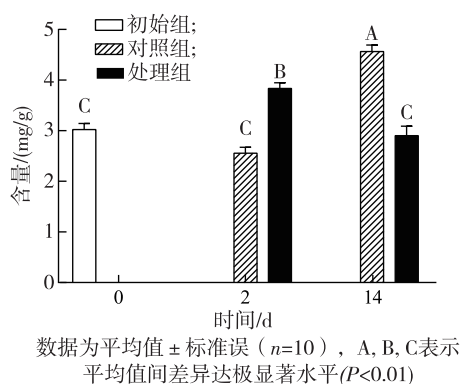 初始组;
对照组;
处理组
5
4
3
2
1
0
含量/(mg/g)
C
C
B
A
C
0
2
14
时间/d
数据为平均值 ± 标准误（n=10），A, B, C表示
平均值间差异达极显著水平(P<0.01)